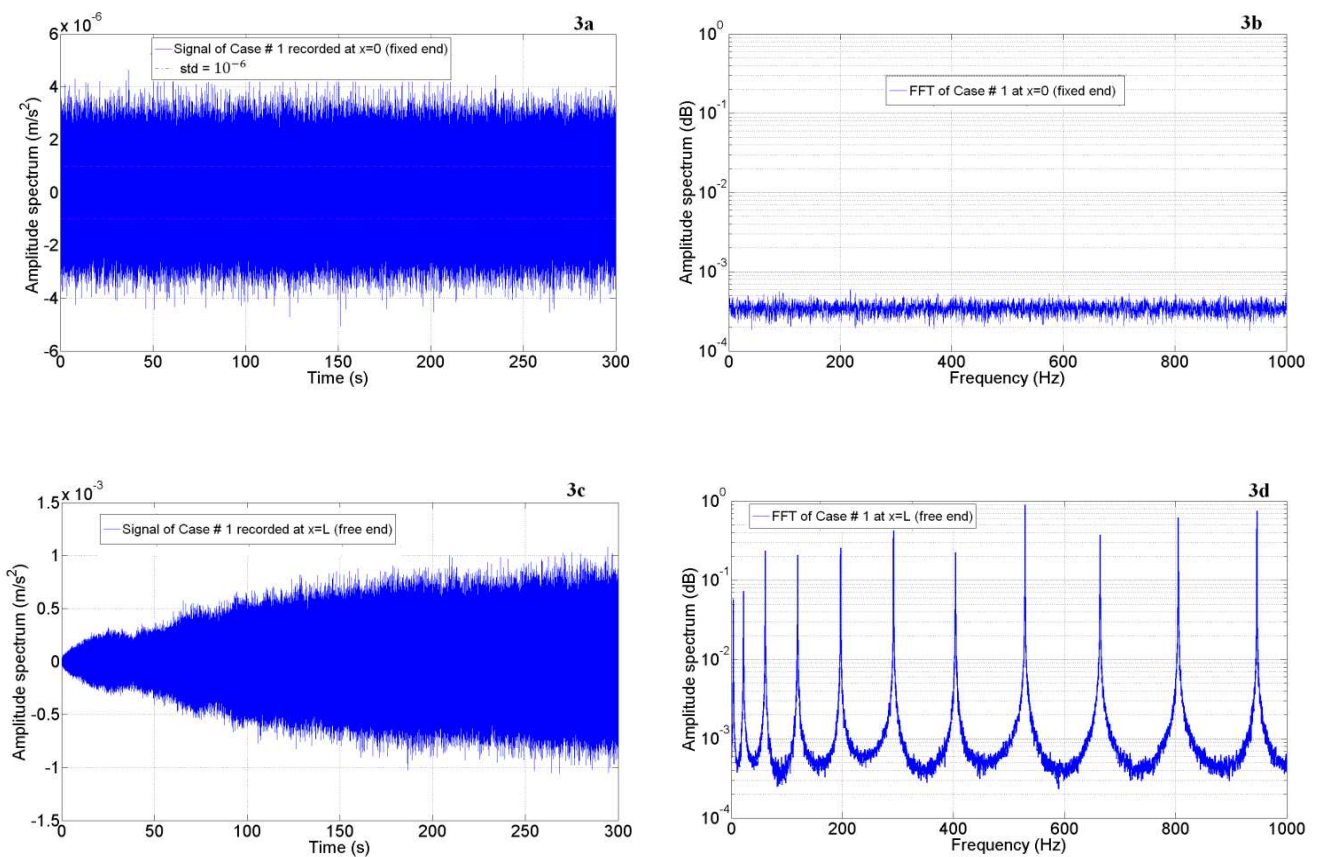 x 10⁻⁶
3a
6
4
2
0
-2
-4
-6
Amplitude spectrum (m/s²)
Signal of Case # 1 recorded at x=0 (fixed end)
std = 10⁻⁶
0 50 100 150 200 250 300
Time (s)
3b
10⁰
10⁻¹
10⁻²
10⁻³
10⁻⁴
Amplitude spectrum (dB)
FFT of Case # 1 at x=0 (fixed end)
0 200 400 600 800 1000
Frequency (Hz)
x 10⁻³
3c
1.5
1
0.5
0
-0.5
-1
-1.5
Amplitude spectrum (m/s²)
Signal of Case # 1 recorded at x=L (free end)
0 50 100 150 200 250 300
Time (s)
3d
10⁰
10⁻¹
10⁻²
10⁻³
10⁻⁴
Amplitude spectrum (dB)
FFT of Case # 1 at x=L (free end)
0 200 400 600 800 1000
Frequency (Hz)